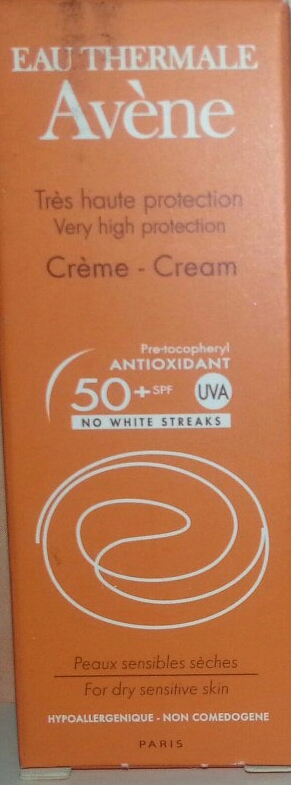 EAU THERMALE
Avène
Très haute protection
Very high protection
Crème - Cream
Pre-tocopheryl
ANTIOXIDANT
50+ SPF UVA
NO WHITE STREAKS
Peaux sensibles sèches
For dry sensitive skin
HYPOALLERGENIQUE - NON COMEDOGENE
PARIS